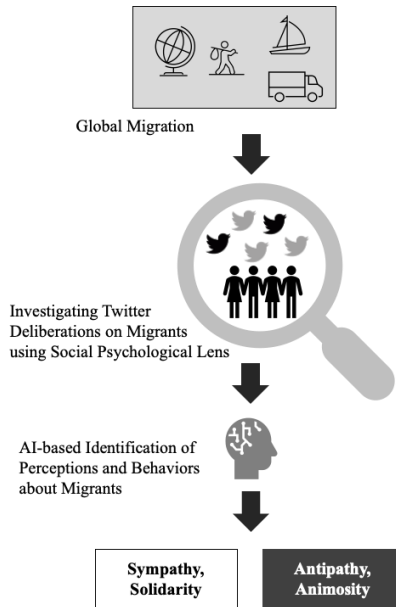 Global Migration
Investigating Twitter
Deliberations on Migrants
using Social Psychological Lens
AI-based Identification of
Perceptions and Behaviors
about Migrants
Sympathy,
Solidarity
Antipathy,
Animosity